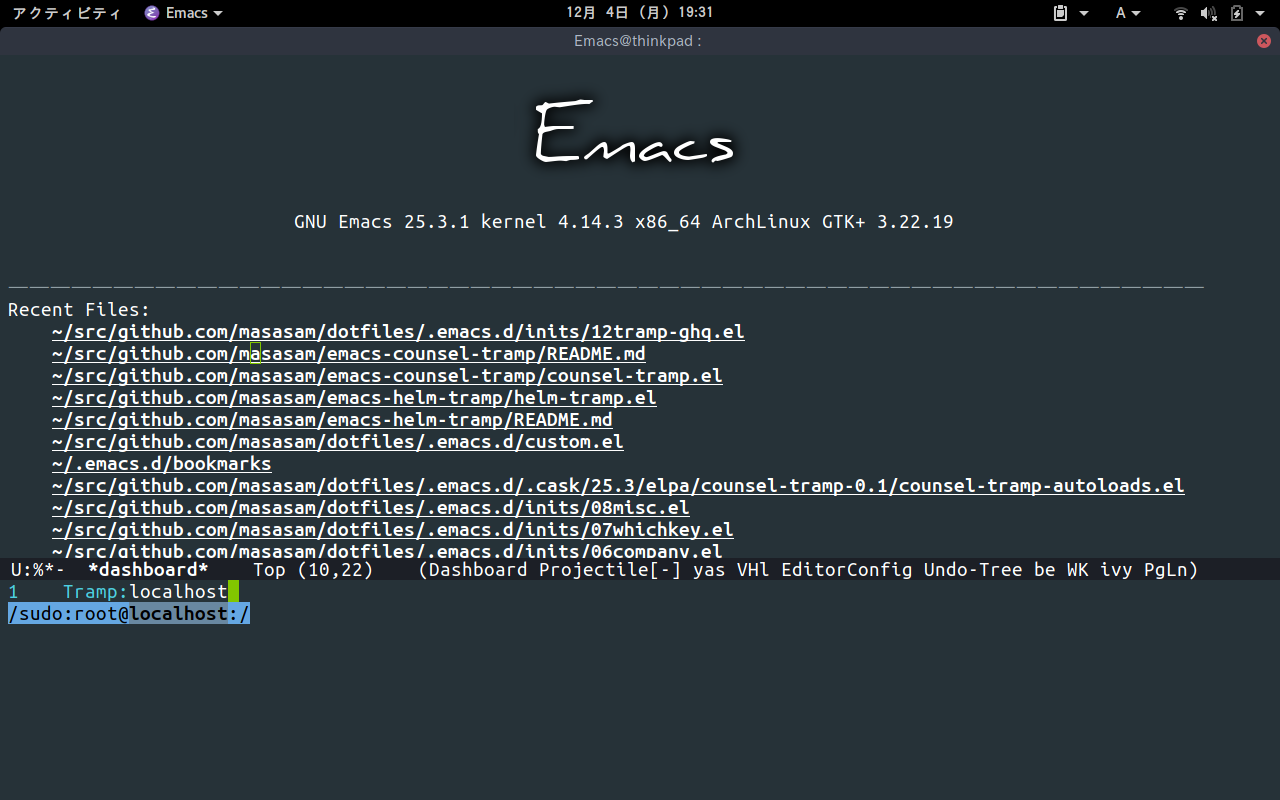 アクティビティ Emacs 12月 4日 (月) 19:31 A
Emacs@thinkpad :
Emacs
GNU Emacs 25.3.1 kernel 4.14.3 x86_64 ArchLinux GTK+ 3.22.19
Recent Files:
~/src/github.com/masasam/dotfiles/.emacs.d/inits/12tramp-ghq.el
~/src/github.com/masasam/emacs-counsel-tramp/README.md
~/src/github.com/masasam/emacs-counsel-tramp/counsel-tramp.el
~/src/github.com/masasam/emacs-helm-tramp/helm-tramp.el
~/src/github.com/masasam/emacs-helm-tramp/README.md
~/src/github.com/masasam/dotfiles/.emacs.d/custom.el
~/.emacs.d/bookmarks
~/src/github.com/masasam/dotfiles/.emacs.d/.cask/25.3/elpa/counsel-tramp-0.1/counsel-tramp-autoloads.el
~/src/github.com/masasam/dotfiles/.emacs.d/inits/08misc.el
~/src/github.com/masasam/dotfiles/.emacs.d/inits/07whichkey.el
~/src/github.com/masasam/dotfiles/.emacs.d/inits/06company.el
U:%*- *dashboard* Top (10,22) (Dashboard Projectile[-] yas VHl EditorConfig Undo-Tree be WK ivy PgLn)
1 Tramp:localhost
/sudo:root@localhost:/